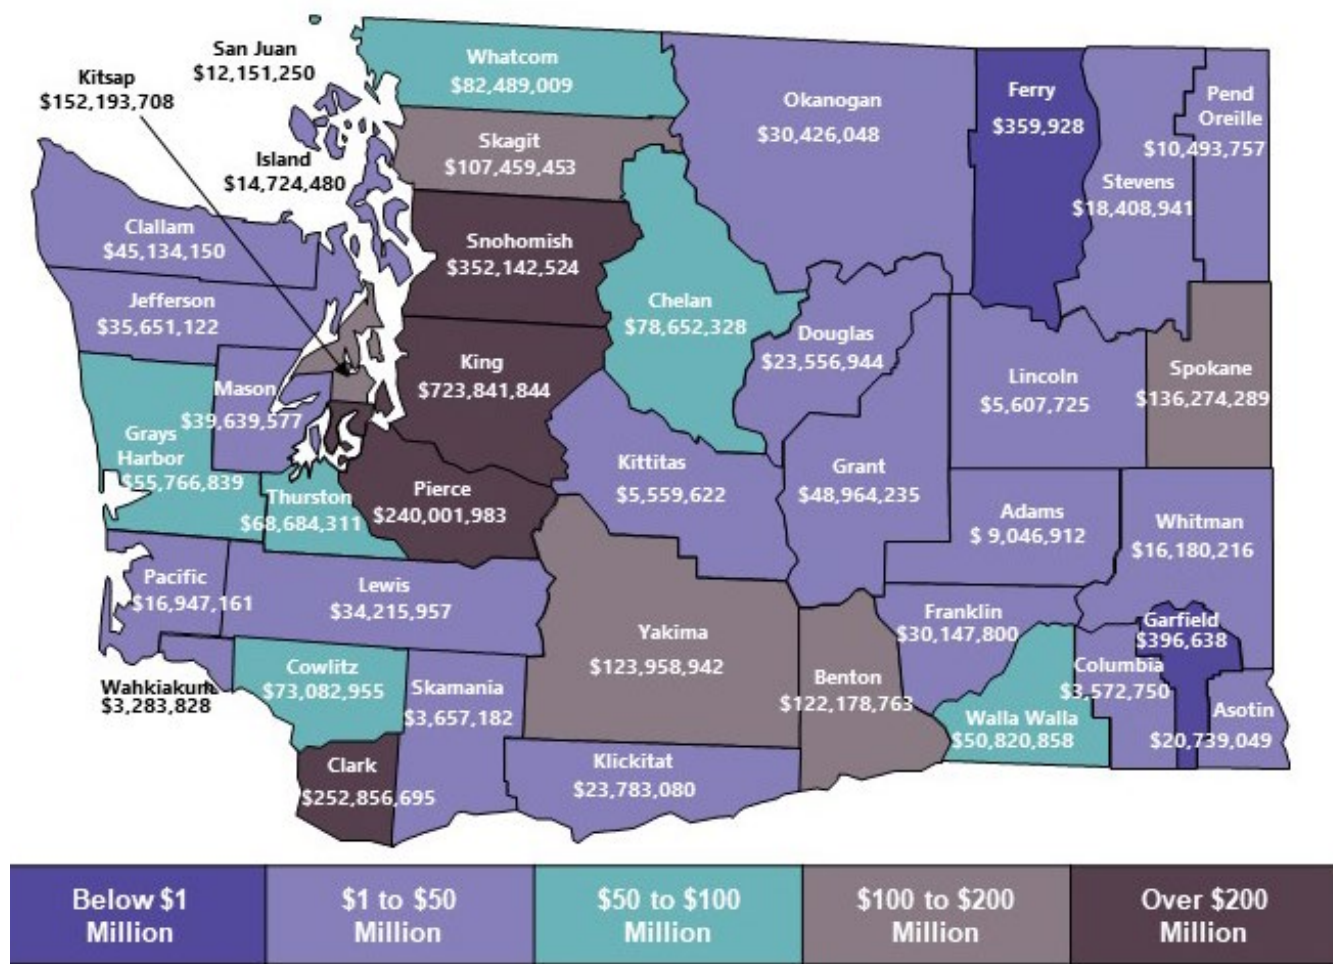 San Juan
$12,151,250
Kitsap
$152,193,708
Island
$14,724,480
Whatcom
$82,489,009
Skagit
$107,459,453
Okanogan
$30,426,048
Ferry
$359,928
Pend
Oreille
$10,493,757
Stevens
$18,408,941
Clallam
$45,134,150
Snohomish
$352,142,524
Jefferson
$35,651,122
Chelan
$78,652,328
Douglas
$23,556,944
King
$723,841,844
Lincoln
$5,607,725
Spokane
$136,274,289
Mason
$39,639,577
Grays
Harbor
$55,766,839
Thurston
$68,684,311
Pierce
$240,001,983
Kittitas
$5,559,622
Grant
$48,964,235
Adams
$ 9,046,912
Whitman
$16,180,216
Pacific
$16,947,161
Lewis
$34,215,957
Yakima
$123,958,942
Franklin
$30,147,800
Garfield
$396,638
Columbia
$3,572,750
Benton
$122,178,763
Wahkiakum
$3,283,828
Cowlitz
$73,082,955
Skamania
$3,657,182
Walla Walla
$50,820,858
Asotin
$20,739,049
Clark
$252,856,695
Klickitat
$23,783,080
Below $1
Million
$1 to $50
Million
$50 to $100
Million
$100 to $200
Million
Over $200
Million